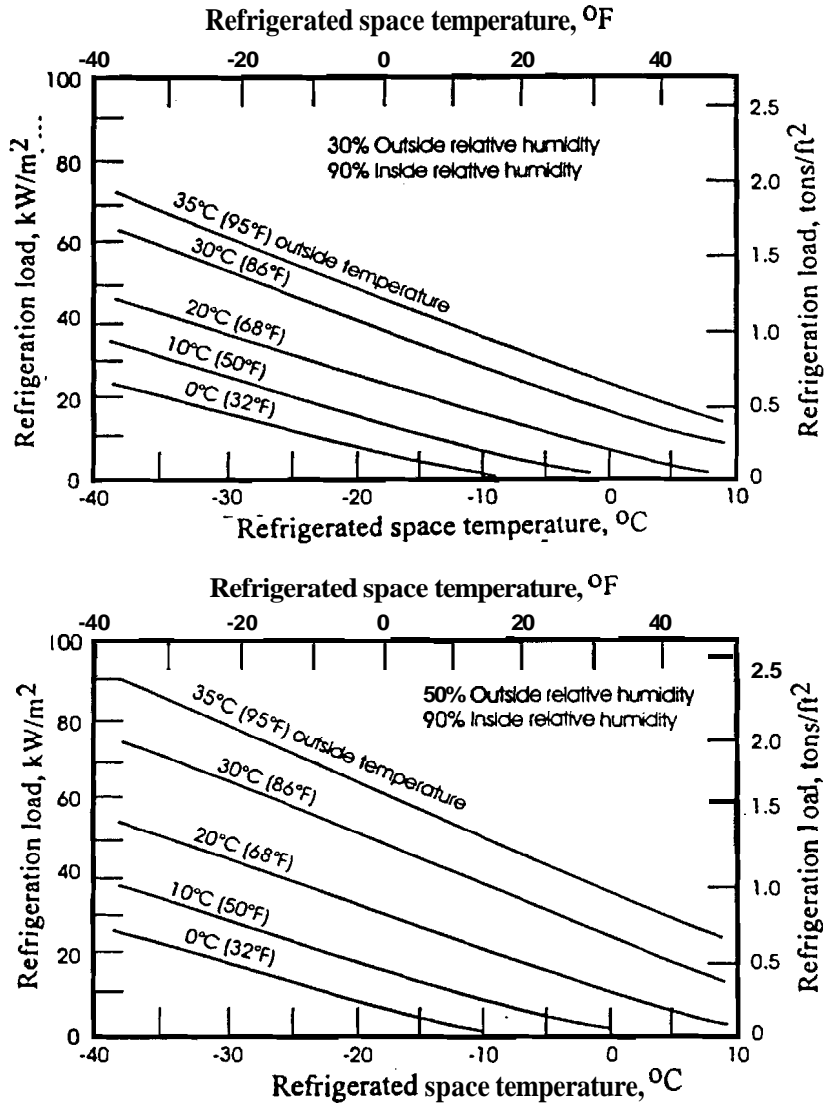 Refrigerated space temperature, °F
-40 -20 0 20 40
100
80
60
40
20
0
2.5
2.0
1.5
1.0
0.5
0
Refrigeration load, kW/m²
Refrigeration load, tons/ft²
30% Outside relative humidity
90% Inside relative humidity
35°C (95°F) outside temperature
30°C (86°F)
20°C (68°F)
10°C (50°F)
0°C (32°F)
-40 -30 -20 -10 0 10
Refrigerated space temperature, °C
Refrigerated space temperature, °F
-40 -20 0 20 40
100
80
60
40
20
0
2.5
2.0
1.5
1.0
0.5
0
Refrigeration load, kW/m²
Refrigeration load, tons/ft²
50% Outside relative humidity
90% Inside relative humidity
35°C (95°F) outside temperature
30°C (86°F)
20°C (68°F)
10°C (50°F)
0°C (32°F)
-40 -30 -20 -10 0 10
Refrigerated space temperature, °C